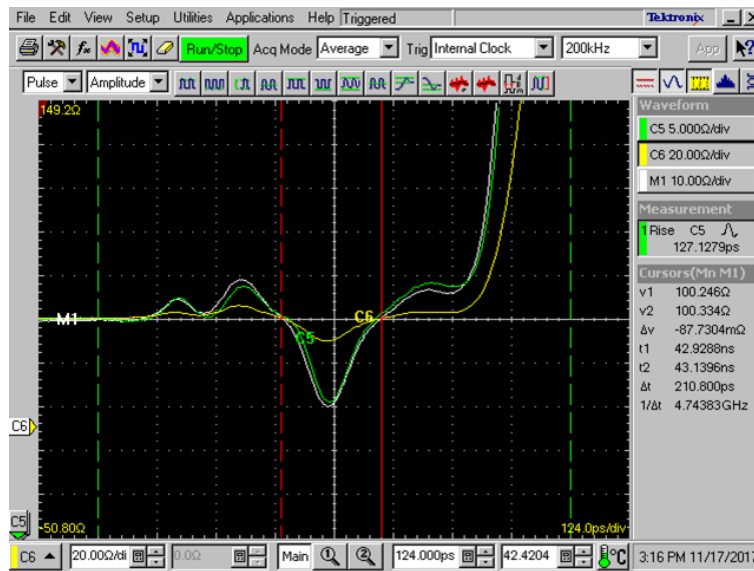 File Edit View Setup Utilities Applications Help Triggered Tektronix
Run/Stop Acq Mode Average Trig Internal Clock 200kHz App
Pulse Amplitude
149.2Ω
Waveform
C5 5.000Ω/div
C6 20.00Ω/div
M1 10.00Ω/div
Measurement
1 Rise C5
127.1279ps
Cursors(Mn M1)
v1 100.246Ω
v2 100.334Ω
Δv -87.7304mΩ
t1 42.9288ns
t2 43.1396ns
Δt 210.800ps
1/Δt 4.74383GHz
M1
C6
C5
C6
C5
50.80Ω
124.0ps/div
C6 20.00Ω/di 0.0Ω Main 1 2 124.000ps 42.4204 °C 3:16 PM 11/17/201